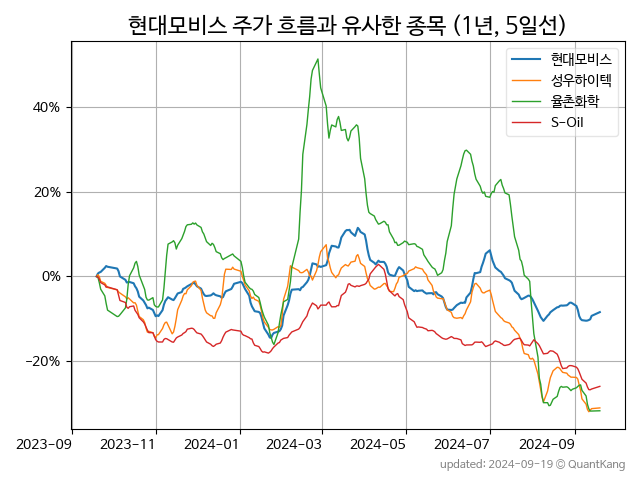 현대모비스 주가 흐름과 유사한 종목 (1년, 5일선)
현대모비스
성우하이텍
율촌화학
S-Oil
40%
20%
0%
−20%
2023-09 2023-11 2024-01 2024-03 2024-05 2024-07 2024-09
updated: 2024-09-19 © QuantKang